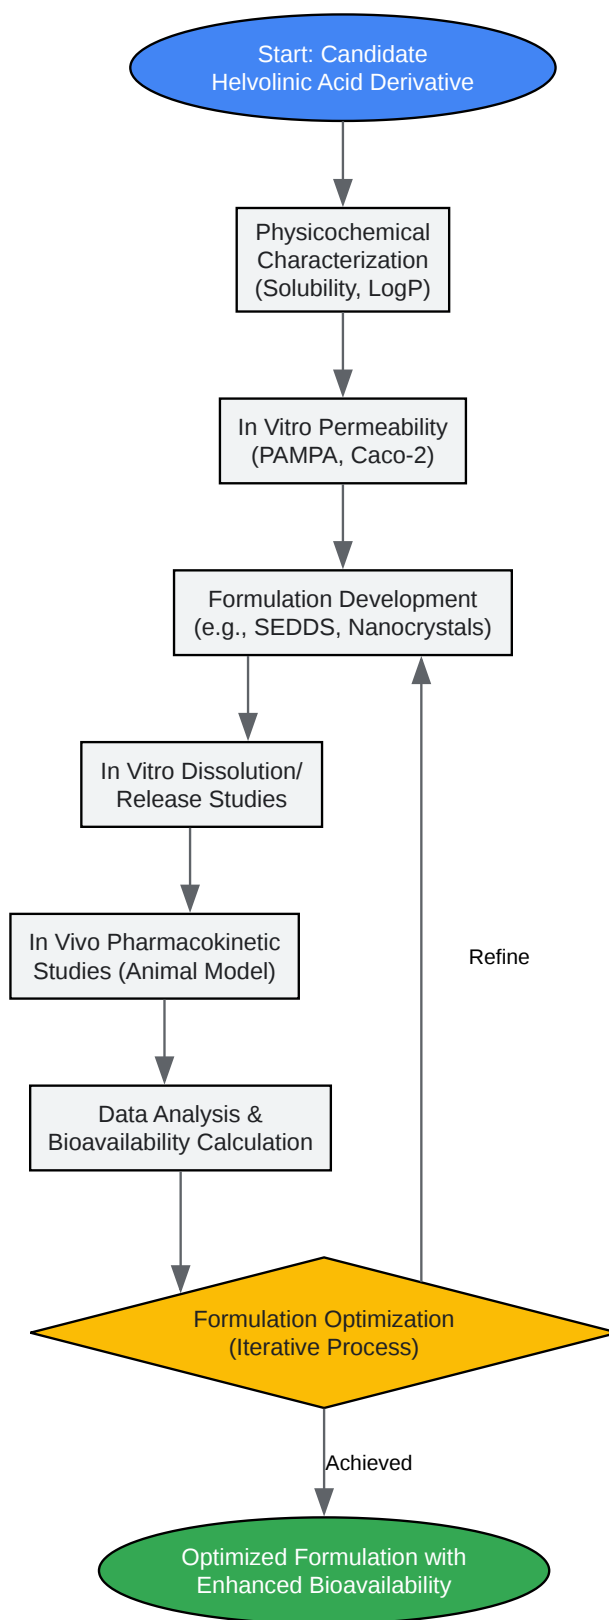 Start: Candidate
Helvolinic Acid Derivative
Physicochemical
Characterization
(Solubility, LogP)
In Vitro Permeability
(PAMPA, Caco-2)
Formulation Development
(e.g., SEDDS, Nanocrystals)
In Vitro Dissolution/
Release Studies
In Vivo Pharmacokinetic
Studies (Animal Model)
Refine
Data Analysis &
Bioavailability Calculation
Formulation Optimization
(Iterative Process)
Achieved
Optimized Formulation with
Enhanced Bioavailability